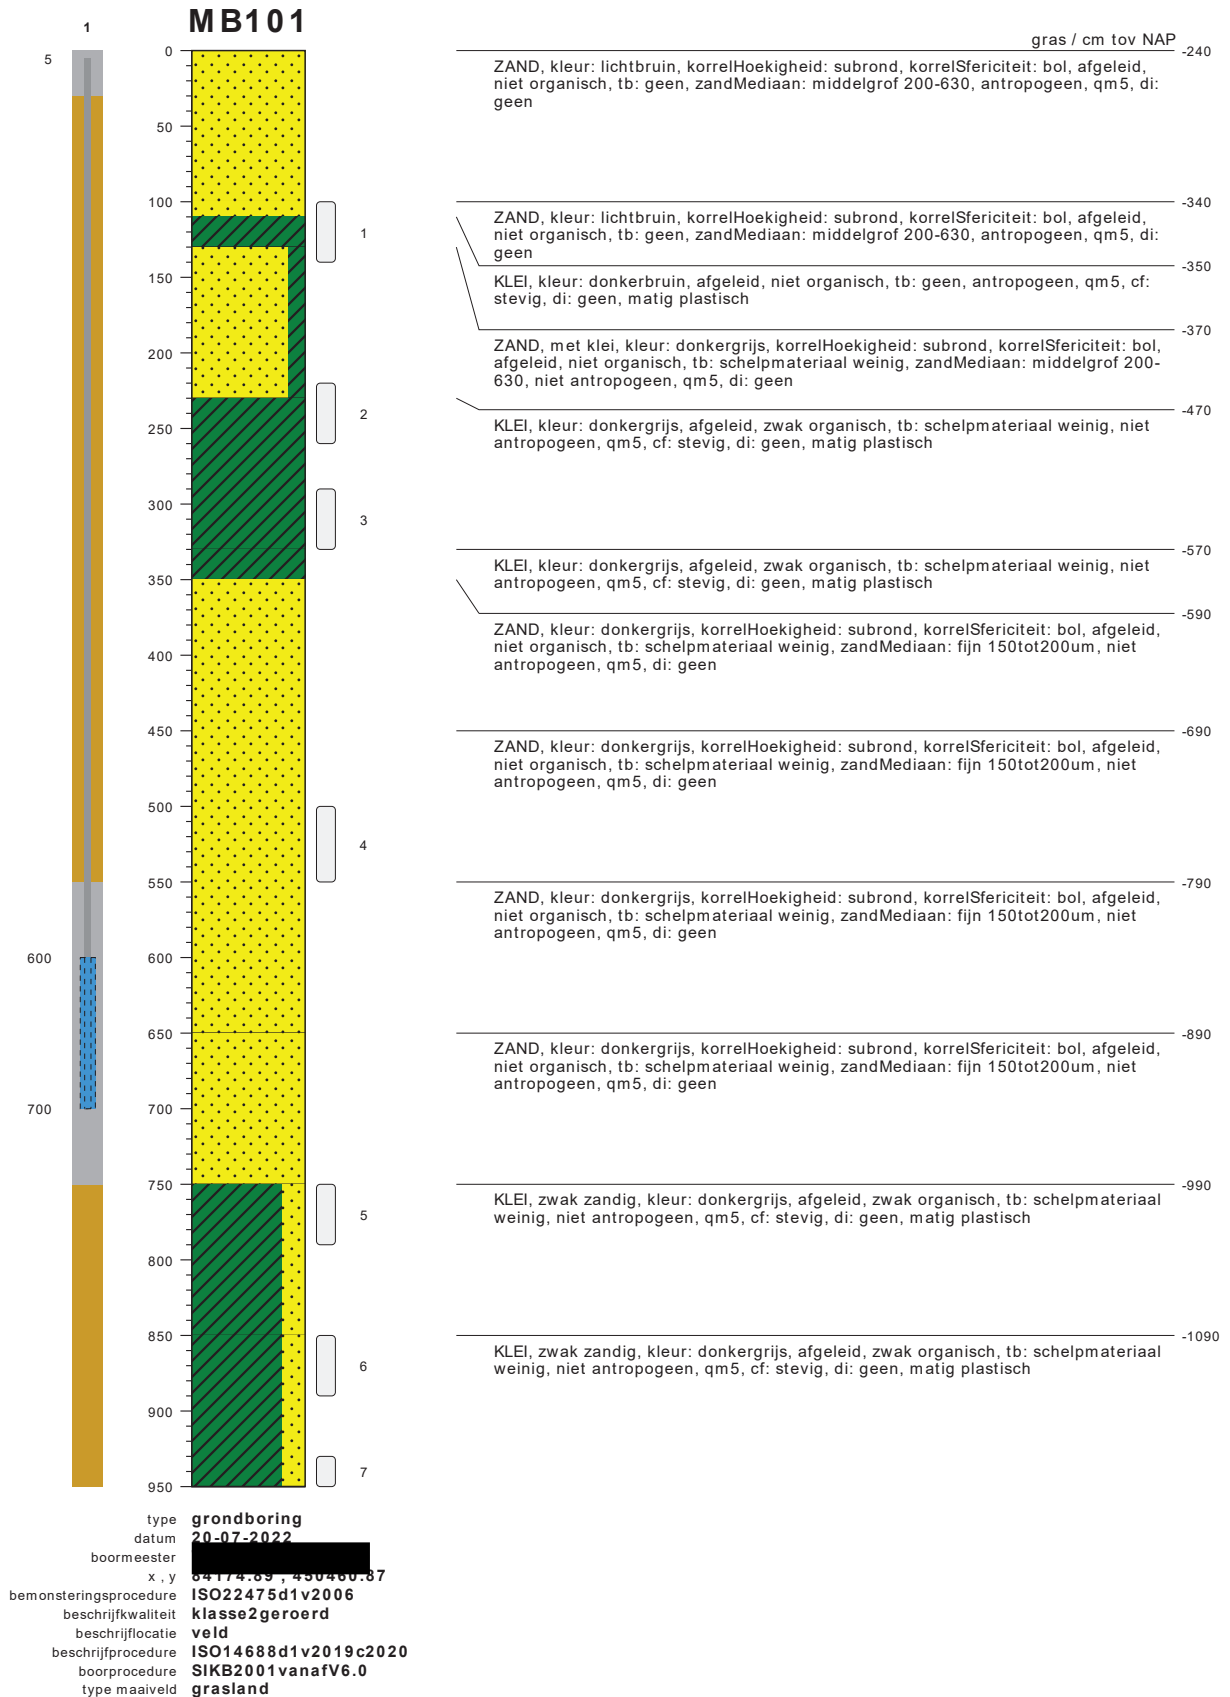 MB101
1
gras / cm tov NAP
5
0
-240
ZAND, kleur: lichtbruin, korrelHoekigheid: subrond, korrelSfericiteit: bol, afgeleid,
niet organisch, tb: geen, zandMediaan: middelgrof 200-630, antropogeen, qm5, di:
geen
50
100
-340
ZAND, kleur: lichtbruin, korrelHoekigheid: subrond, korrelSfericiteit: bol, afgeleid,
niet organisch, tb: geen, zandMediaan: middelgrof 200-630, antropogeen, qm5, di:
geen
1
-350
150
KLEI, kleur: donkerbruin, afgeleid, niet organisch, tb: geen, antropogeen, qm5, cf:
stevig, di: geen, matig plastisch
-370
200
ZAND, met klei, kleur: donkergrijs, korrelHoekigheid: subrond, korrelSfericiteit: bol,
afgeleid, niet organisch, tb: schelpmateriaal weinig, zandMediaan: middelgrof 200-
630, niet antropogeen, qm5, di: geen
2
-470
250
KLEI, kleur: donkergrijs, afgeleid, zwak organisch, tb: schelpmateriaal weinig, niet
antropogeen, qm5, cf: stevig, di: geen, matig plastisch
300
3
-570
KLEI, kleur: donkergrijs, afgeleid, zwak organisch, tb: schelpmateriaal weinig, niet
antropogeen, qm5, cf: stevig, di: geen, matig plastisch
350
-590
ZAND, kleur: donkergrijs, korrelHoekigheid: subrond, korrelSfericiteit: bol, afgeleid,
niet organisch, tb: schelpmateriaal weinig, zandMediaan: fijn 150tot200um, niet
antropogeen, qm5, di: geen
400
450
-690
ZAND, kleur: donkergrijs, korrelHoekigheid: subrond, korrelSfericiteit: bol, afgeleid,
niet organisch, tb: schelpmateriaal weinig, zandMediaan: fijn 150tot200um, niet
antropogeen, qm5, di: geen
500
4
550
-790
ZAND, kleur: donkergrijs, korrelHoekigheid: subrond, korrelSfericiteit: bol, afgeleid,
niet organisch, tb: schelpmateriaal weinig, zandMediaan: fijn 150tot200um, niet
antropogeen, qm5, di: geen
600
600
650
-890
ZAND, kleur: donkergrijs, korrelHoekigheid: subrond, korrelSfericiteit: bol, afgeleid,
niet organisch, tb: schelpmateriaal weinig, zandMediaan: fijn 150tot200um, niet
antropogeen, qm5, di: geen
700
700
750
-990
KLEI, zwak zandig, kleur: donkergrijs, afgeleid, zwak organisch, tb: schelpmateriaal
weinig, niet antropogeen, qm5, cf: stevig, di: geen, matig plastisch
5
800
850
-1090
KLEI, zwak zandig, kleur: donkergrijs, afgeleid, zwak organisch, tb: schelpmateriaal
weinig, niet antropogeen, qm5, cf: stevig, di: geen, matig plastisch
6
900
7
950
type grondboring
datum 20-07-2022
boormeester
x , y 84174.89 , 450460.87
bemonsteringsprocedure ISO22475d1v2006
beschrijfkwaliteit klasse2geroerd
beschrijflocatie veld
beschrijfprocedure ISO14688d1v2019c2020
boorprocedure SIKB2001vanafV6.0
type maaiveld grasland